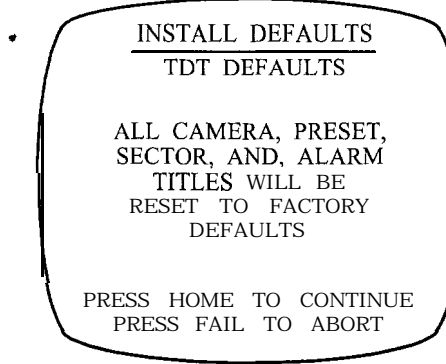 INSTALL DEFAULTS
TDT DEFAULTS
ALL CAMERA, PRESET,
SECTOR, AND, ALARM
TITLES WILL BE
RESET TO FACTORY
DEFAULTS
PRESS HOME TO CONTINUE
PRESS FAIL TO ABORT